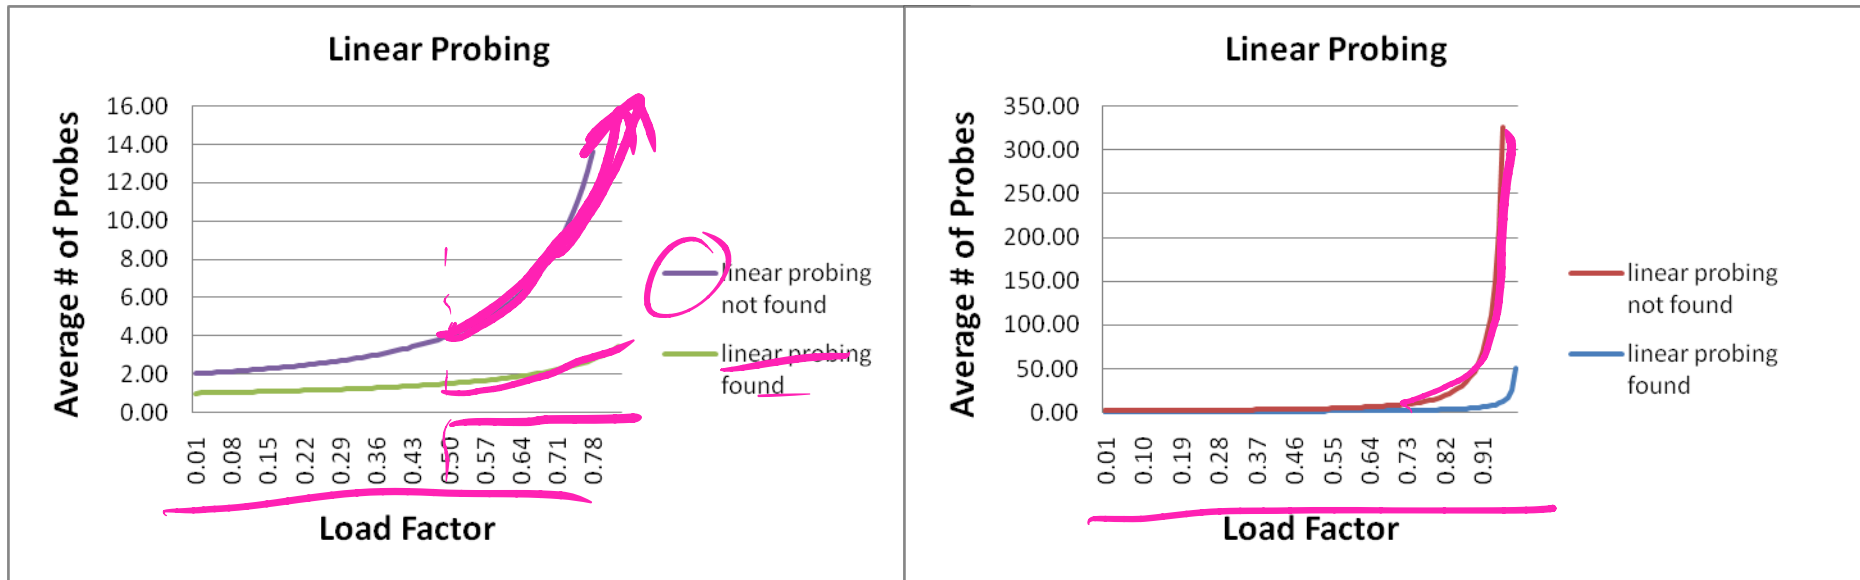 Linear Probing
Average # of Probes
16.00
14.00
12.00
10.00
8.00
6.00
4.00
2.00
0.00
0.01
0.08
0.15
0.22
0.29
0.36
0.43
0.50
0.57
0.64
0.71
0.78
Load Factor
linear probing
not found
linear probing
found
Linear Probing
Average # of Probes
350.00
300.00
250.00
200.00
150.00
100.00
50.00
0.00
0.01
0.10
0.19
0.28
0.37
0.46
0.55
0.64
0.73
0.82
0.91
Load Factor
linear probing
not found
linear probing
found